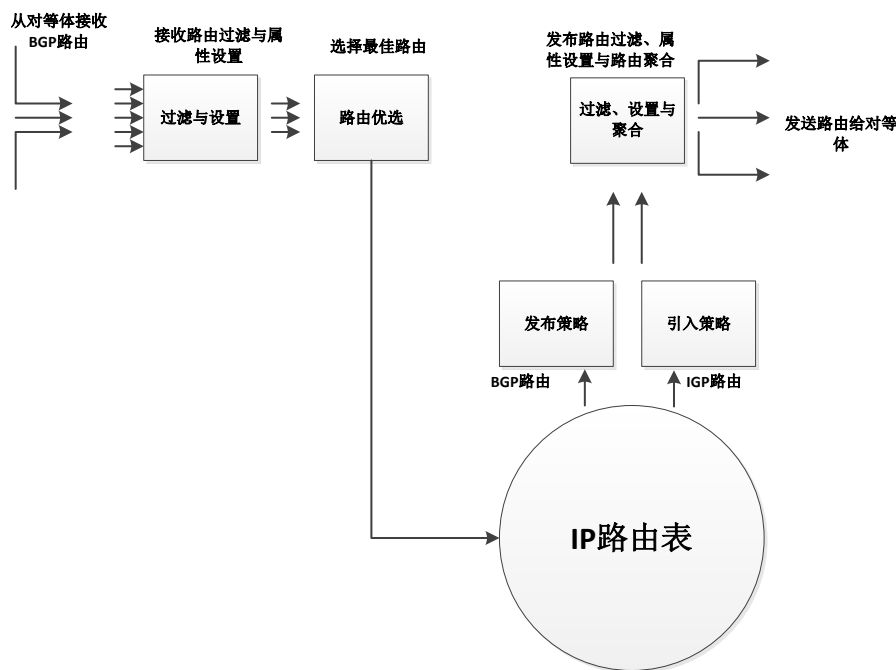 从对等体接收
BGP路由
接收路由过滤与属
性设置
选择最佳路由
发布路由过滤、属
性设置与路由聚合
过滤与设置
路由优选
过滤、设置与
聚合
发送路由给对等
体
发布策略
引入策略
BGP路由
IGP路由
IP路由表